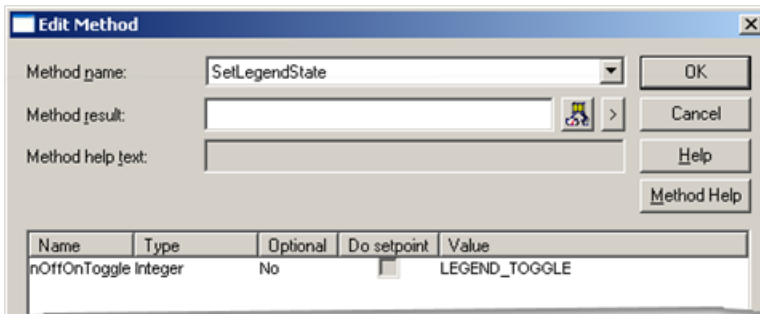 Edit Method
Method name: SetLegendState OK
Method result: > Cancel
Method help text: Help
Method Help
Name Type Optional Do setpoint Value
nOffOnToggle Integer No LEGEND_TOGGLE